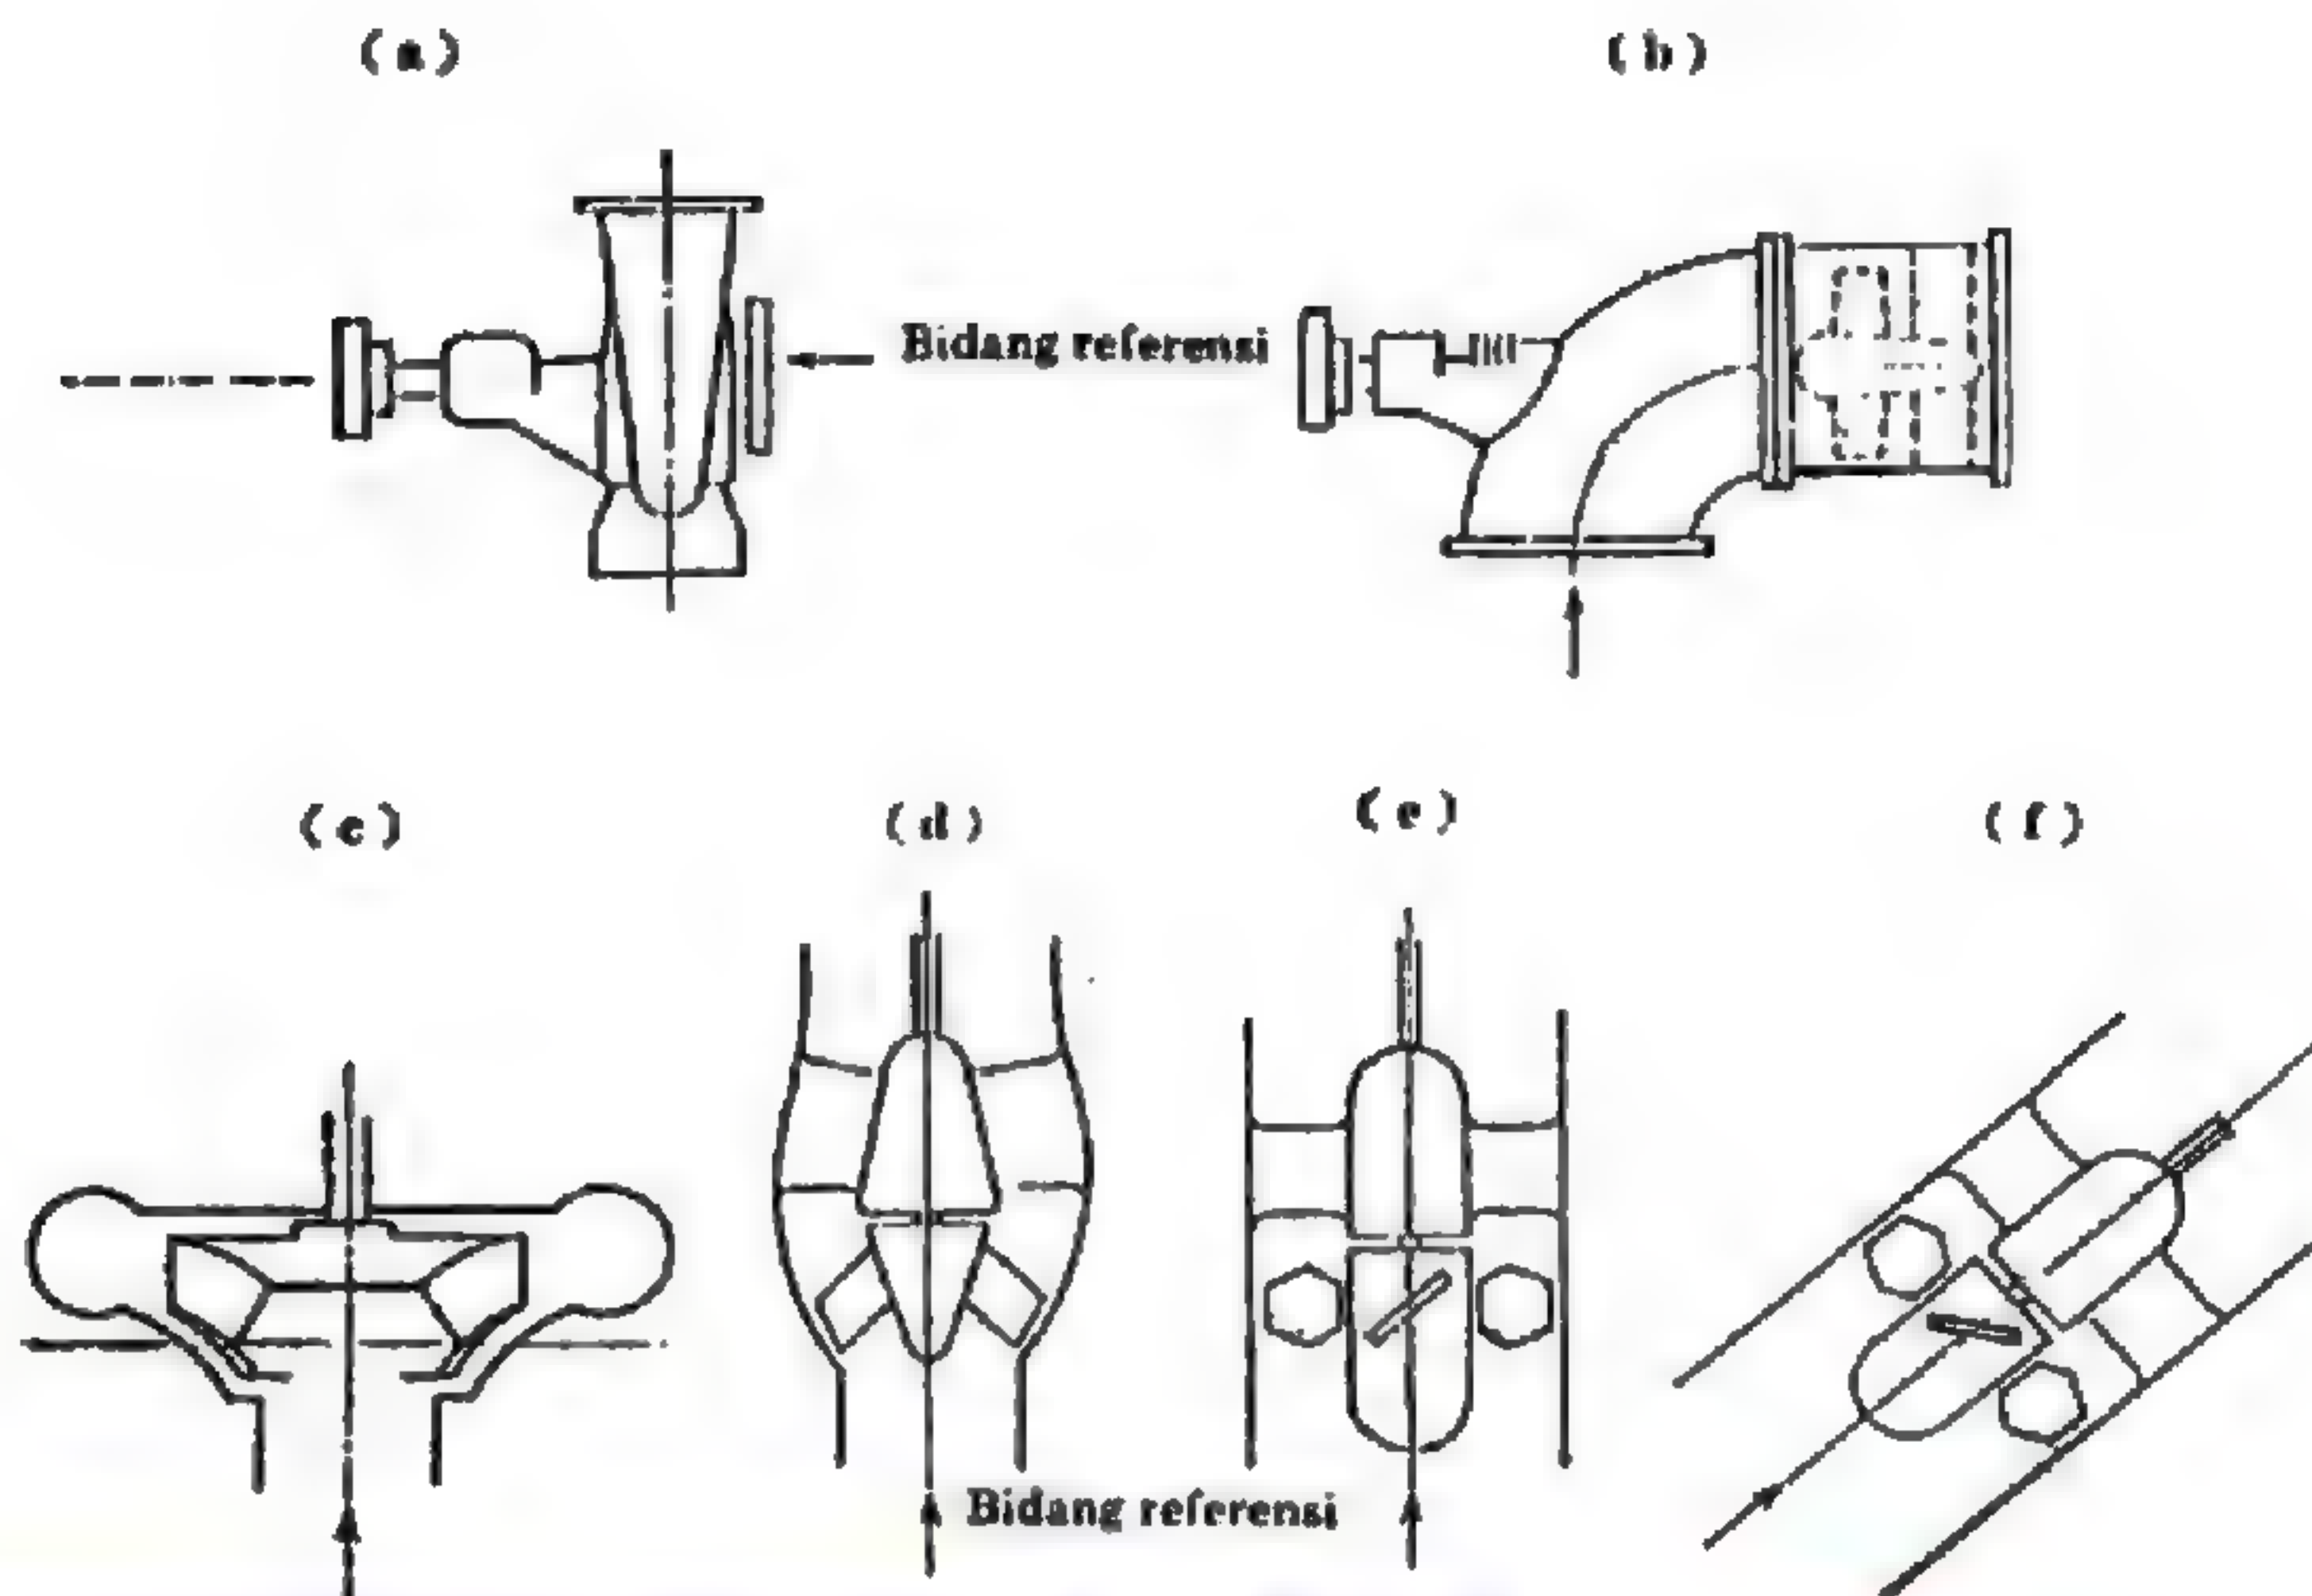 ( a )
( b )
Bidang referensi
( c )
( d )
( e )
( f )
Bidang referensi